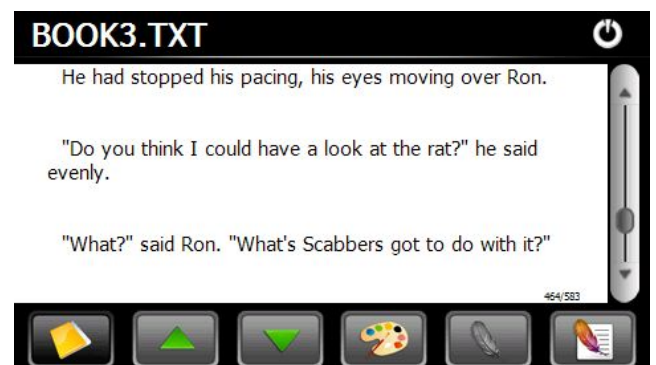 BOOK3.TXT
He had stopped his pacing, his eyes moving over Ron.
"Do you think I could have a look at the rat?" he said
evenly.
"What?" said Ron. "What's Scabbers got to do with it?"
464/583